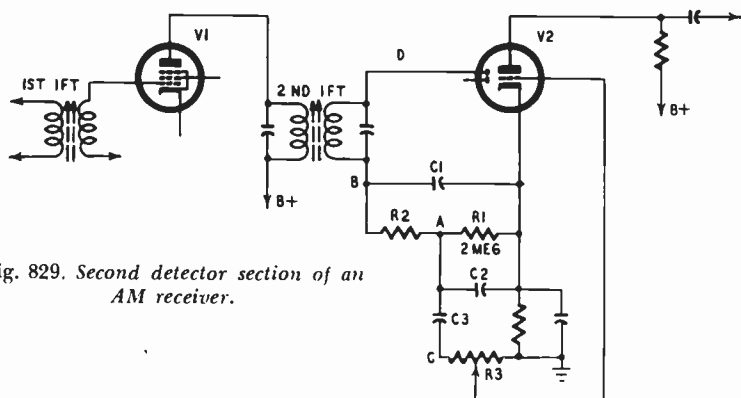 V1
V2
D
1ST IFT
2 ND IFT
B+
B+
B
C1
R2
A
R1
2 MEG
C2
C3
C
R3
ig. 829. Second detector section of an
AM receiver.